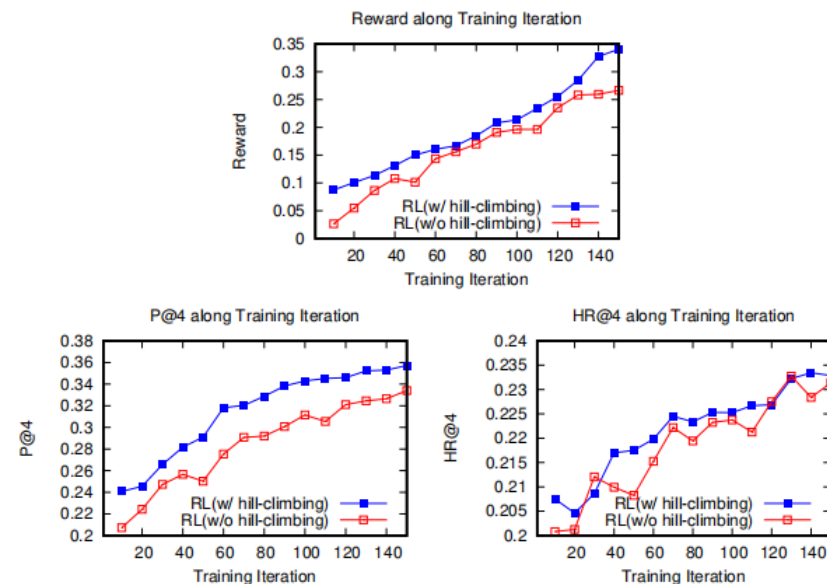 Reward along Training Iteration
0.35
0.3
0.25
0.2
0.15
0.1
0.05
0
Reward
RL(w/ hill-climbing)
RL(w/o hill-climbing)
20 40 60 80 100 120 140
Training Iteration
P@4 along Training Iteration
0.38
0.36
0.34
0.32
0.3
0.28
0.26
0.24
0.22
0.2
P@4
RL(w/ hill-climbing)
RL(w/o hill-climbing)
20 40 60 80 100 120 140
Training Iteration
HR@4 along Training Iteration
0.24
0.235
0.23
0.225
0.22
0.215
0.21
0.205
0.2
HR@4
RL(w/ hill-climbing)
RL(w/o hill-climbing)
20 40 60 80 100 120 140
Training Iteration